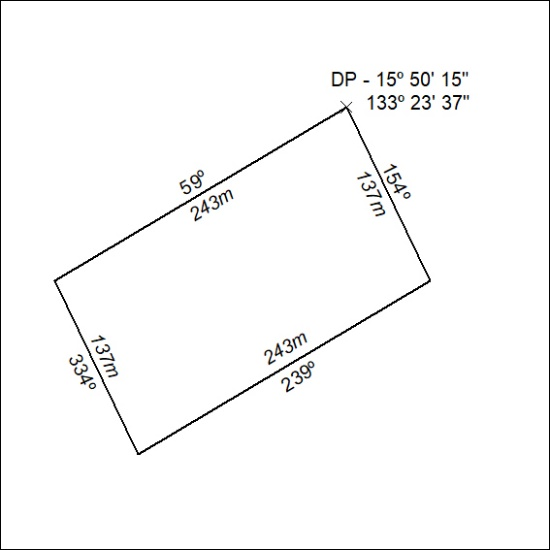 DP - 15º 50' 15"
133º 23' 37"
59º
243m
154º
137m
137m
334º
243m
239º